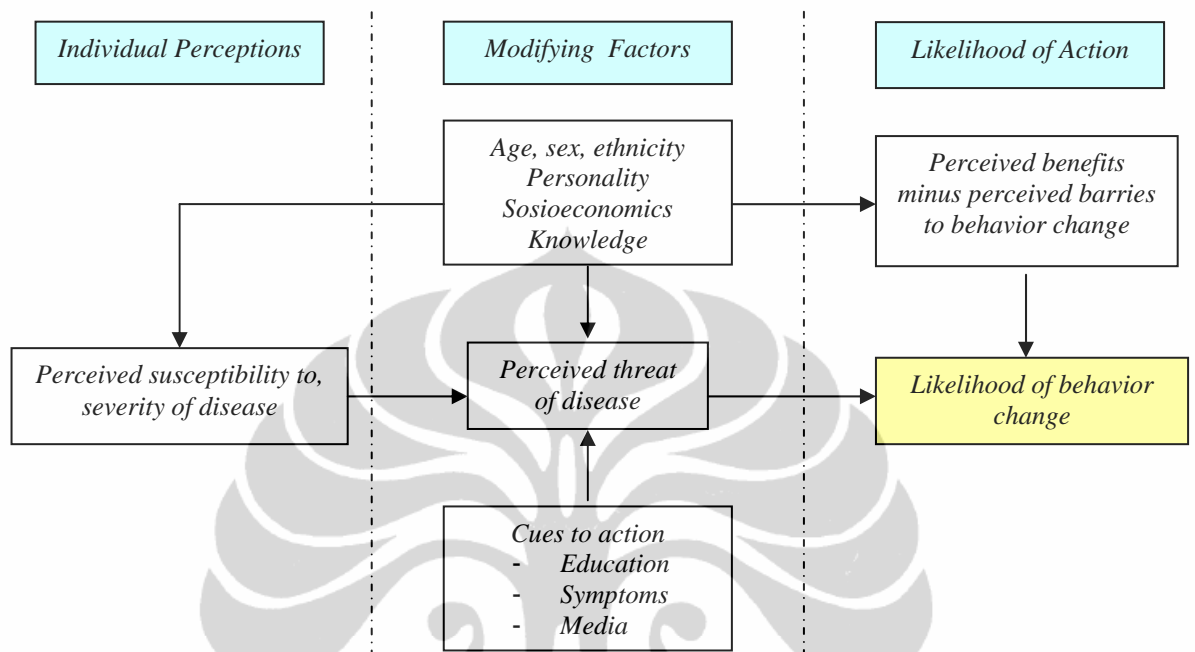 Individual Perceptions
Modifying Factors
Likelihood of Action
Age, sex, ethnicity
Personality
Sosioeconomics
Knowledge
Perceived benefits
minus perceived barries
to behavior change
Perceived susceptibility to,
severity of disease
Perceived threat
of disease
Likelihood of behavior
change
Cues to action
- Education
- Symptoms
- Media